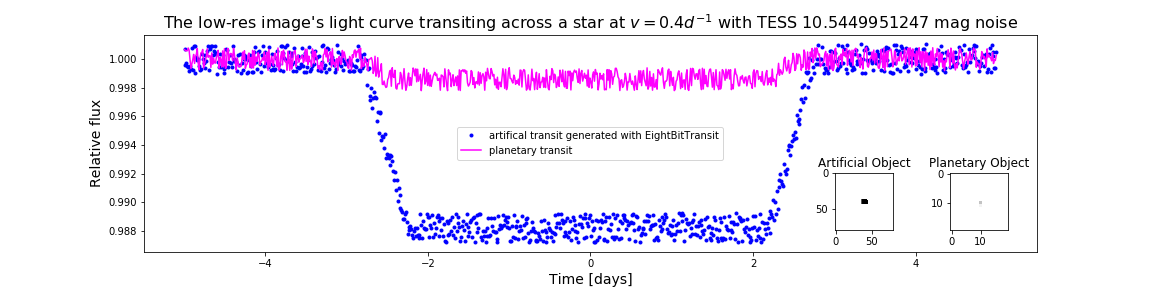 The low-res image's light curve transiting across a star at v = 0.4d⁻¹ with TESS 10.5449951247 mag noise
Relative flux
1.000
0.998
0.996
0.994
0.992
0.990
0.988
artifical transit generated with EightBitTransit
planetary transit
Artificial Object
0
50
0
50
Planetary Object
0
10
0
10
−4
−2
0
2
4
Time [days]